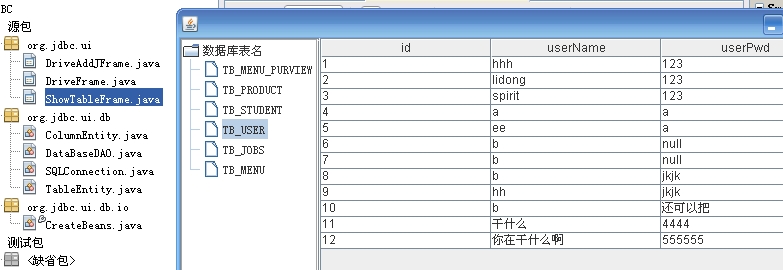 BC
源包
org.jdbc.ui
DriveAddJFrame.java
DriveFrame.java
ShowTableFrame.java
org.jdbc.ui.db
ColumnEntity.java
DataBaseDAO.java
SQLConnection.java
TableEntity.java
org.jdbc.ui.db.io
CreateBeans.java
测试包
<缺省包>
数据库表名
TB_MENU_PURVIEW
TB_PRODUCT
TB_STUDENT
TB_USER
TB_JOBS
TB_MENU
id userName userPwd
1 hhh 123
2 lidong 123
3 spirit 123
4 a a
5 ee a
6 b null
7 b null
8 b jkjk
9 hh jkjk
10 b 还可以把
11 干什么 4444
12 你在干什么啊 555555